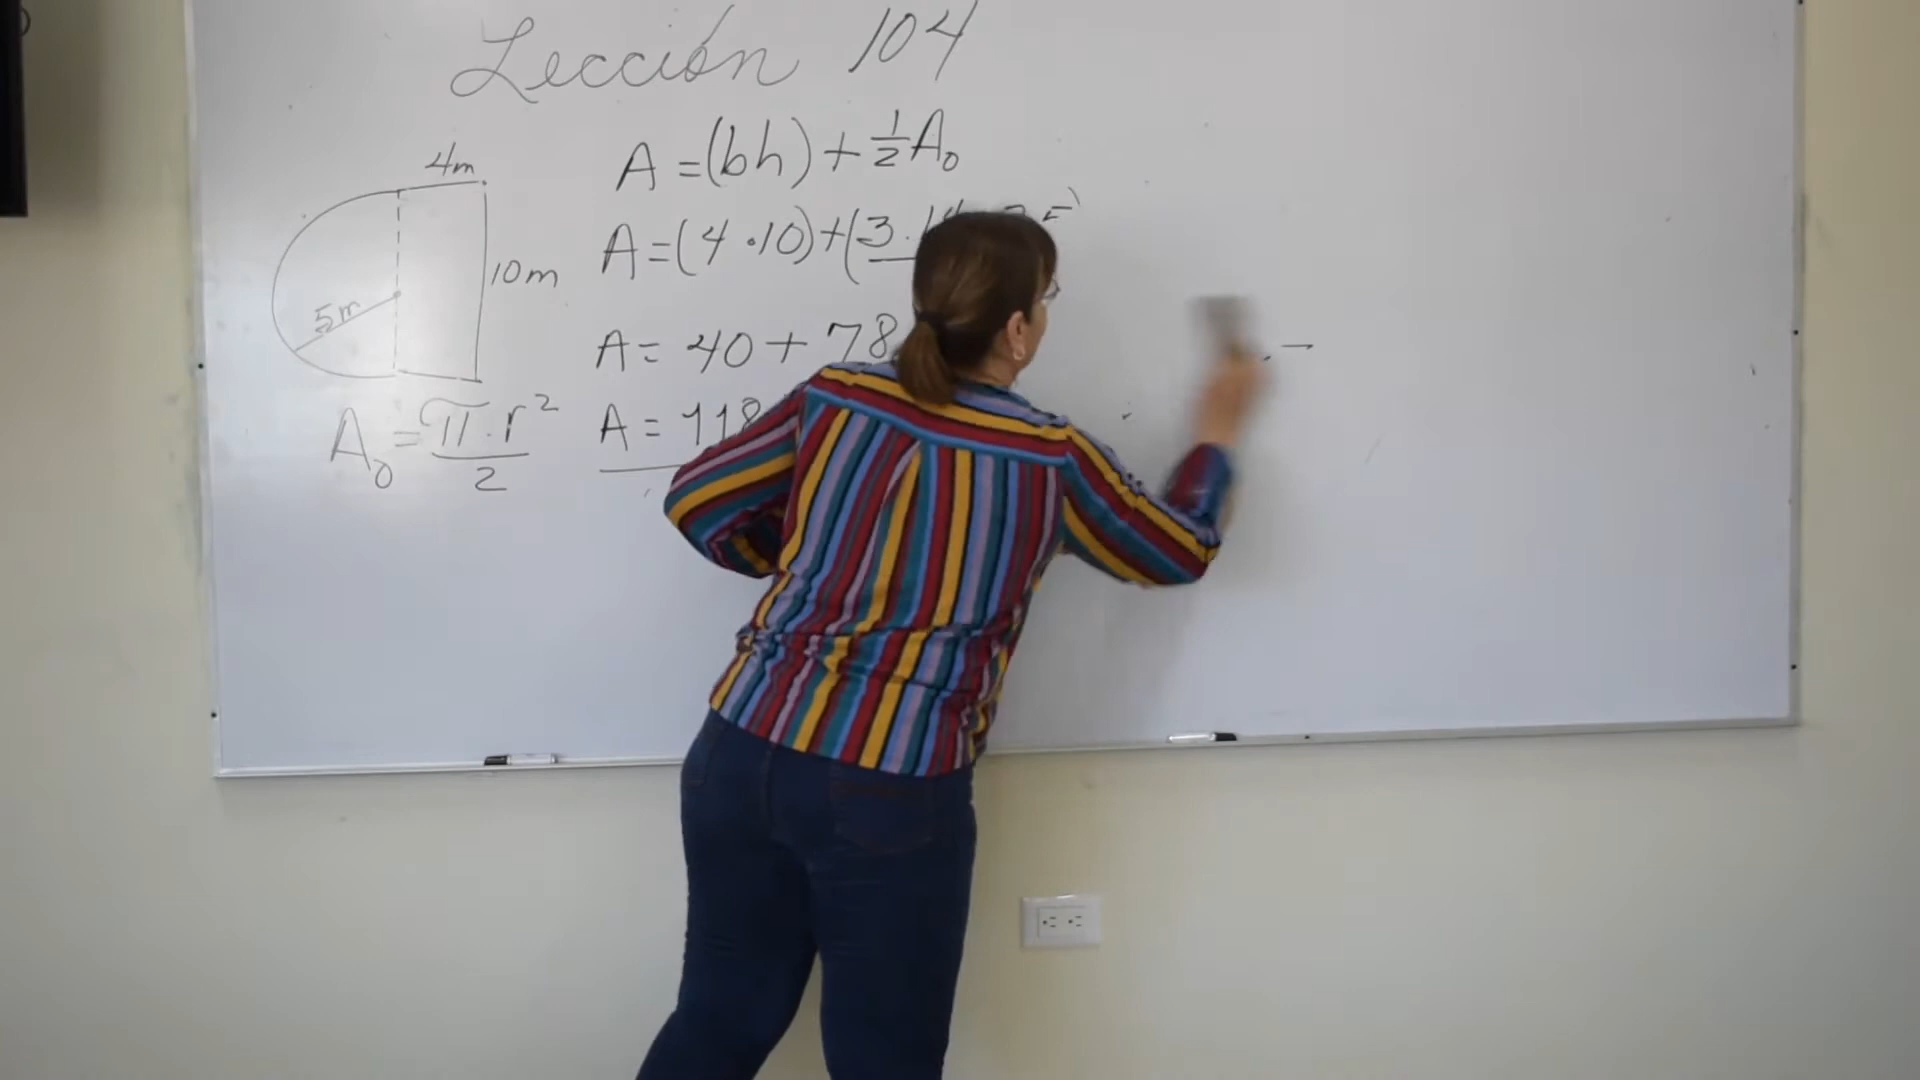 Lección 104
4m
10m
5m
A₀ = π . r²
2
A = (bh) + 1/2 A₀
A = (4 · 10) + (3.14
A = 40 + 78
A = 118